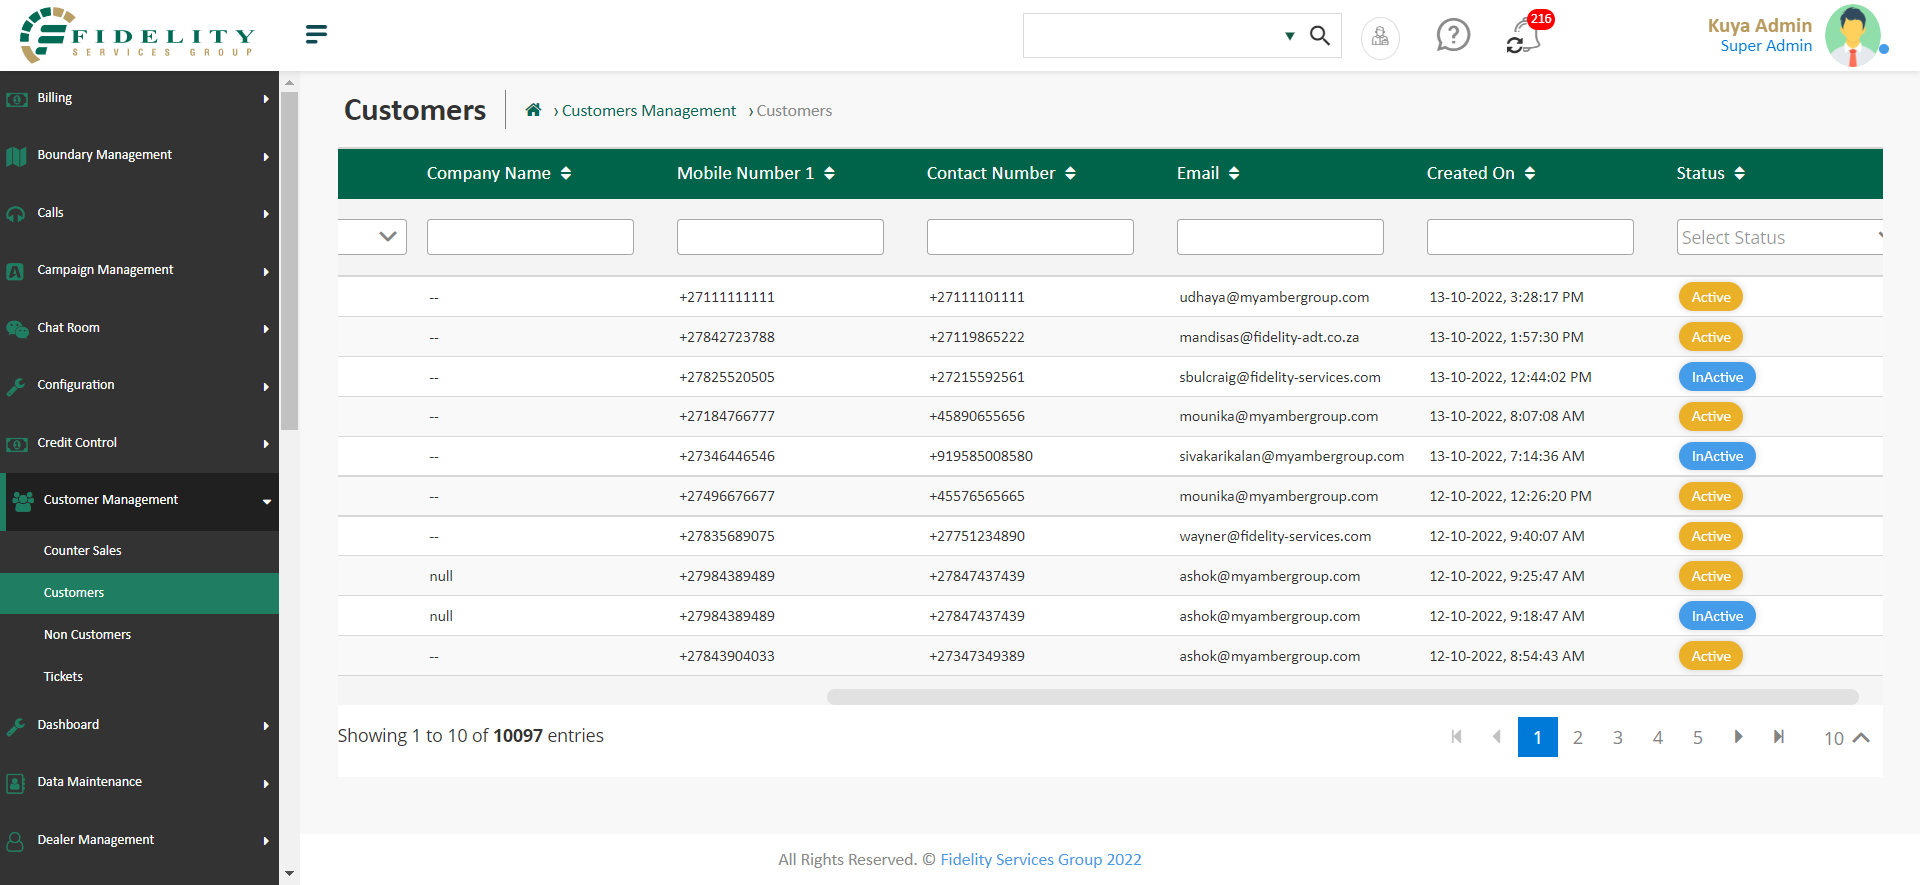 FIDELITY
SERVICES GROUP
216
Kuya Admin
Super Admin
Billing
Boundary Management
Calls
Campaign Management
Chat Room
Configuration
Credit Control
Customer Management
Counter Sales
Customers
Non Customers
Tickets
Dashboard
Data Maintenance
Dealer Management
Customers
› Customers Management › Customers
Company Name Mobile Number 1 Contact Number Email Created On Status
Select Status
-- +27111111111 +27111101111 udhaya@myambergroup.com 13-10-2022, 3:28:17 PM Active
-- +27842723788 +27119865222 mandisas@fidelity-adt.co.za 13-10-2022, 1:57:30 PM Active
-- +27825520505 +27215592561 sbulcraig@fidelity-services.com 13-10-2022, 12:44:02 PM InActive
-- +27184766777 +45890655656 mounika@myambergroup.com 13-10-2022, 8:07:08 AM Active
-- +27346446546 +919585008580 sivakarikalan@myambergroup.com 13-10-2022, 7:14:36 AM InActive
-- +27496676677 +45576565665 mounika@myambergroup.com 12-10-2022, 12:26:20 PM Active
-- +27835689075 +27751234890 wayner@fidelity-services.com 12-10-2022, 9:40:07 AM Active
null +27984389489 +27847437439 ashok@myambergroup.com 12-10-2022, 9:25:47 AM Active
null +27984389489 +27847437439 ashok@myambergroup.com 12-10-2022, 9:18:47 AM InActive
-- +27843904033 +27347349389 ashok@myambergroup.com 12-10-2022, 8:54:43 AM Active
Showing 1 to 10 of 10097 entries
1 2 3 4 5 10
All Rights Reserved. © Fidelity Services Group 2022